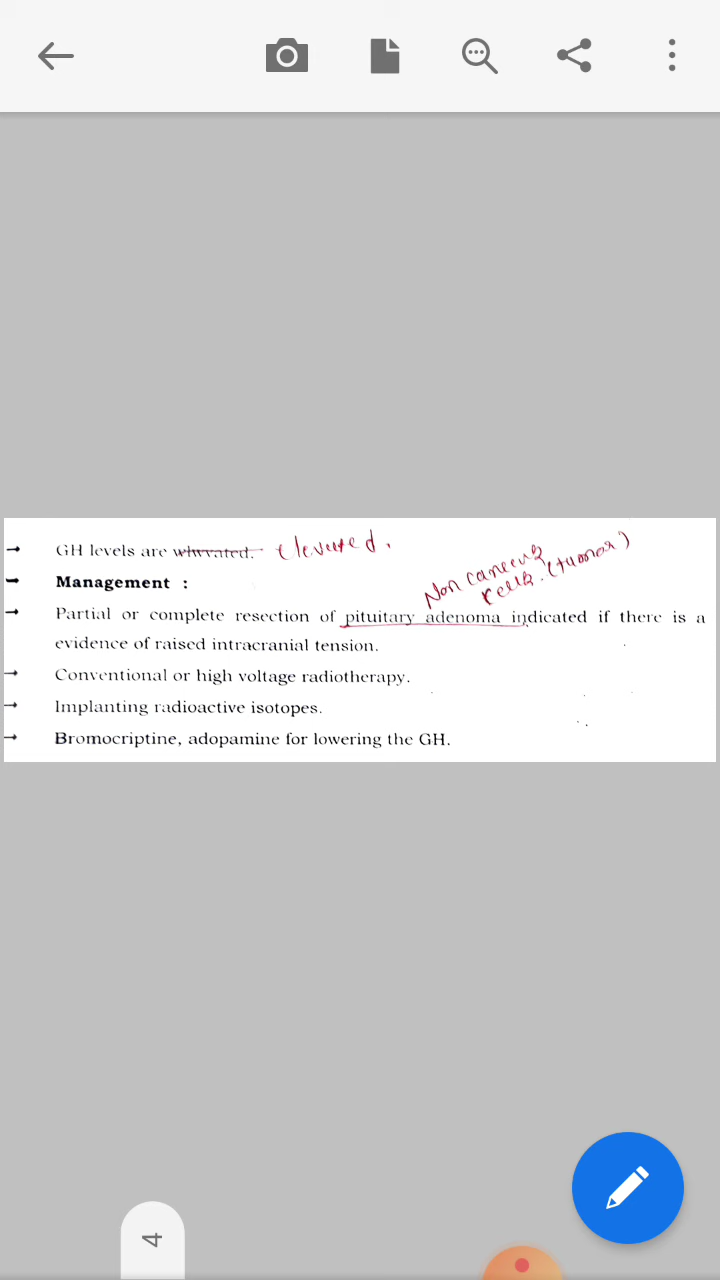 → GH levels are whvvated. Elevated.
→ Management :
Non cancerus
cells. (tumor)
→ Partial or complete resection of pituitary adenoma indicated if there is a
evidence of raised intracranial tension.
→ Conventional or high voltage radiotherapy.
→ Implanting radioactive isotopes.
→ Bromocriptine, adopamine for lowering the GH.
4